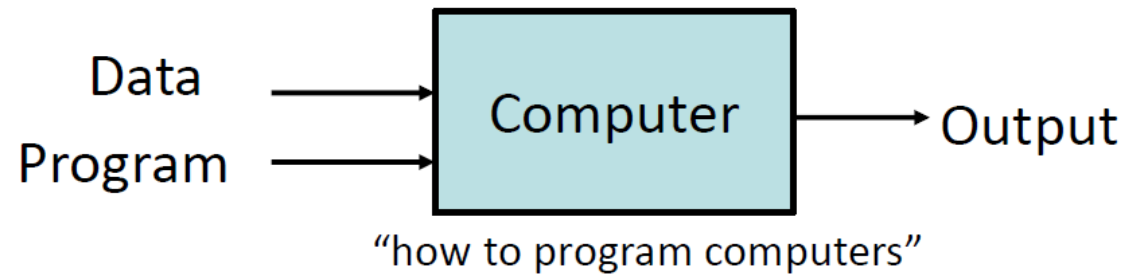 Data
Program
Computer
Output
“how to program computers”